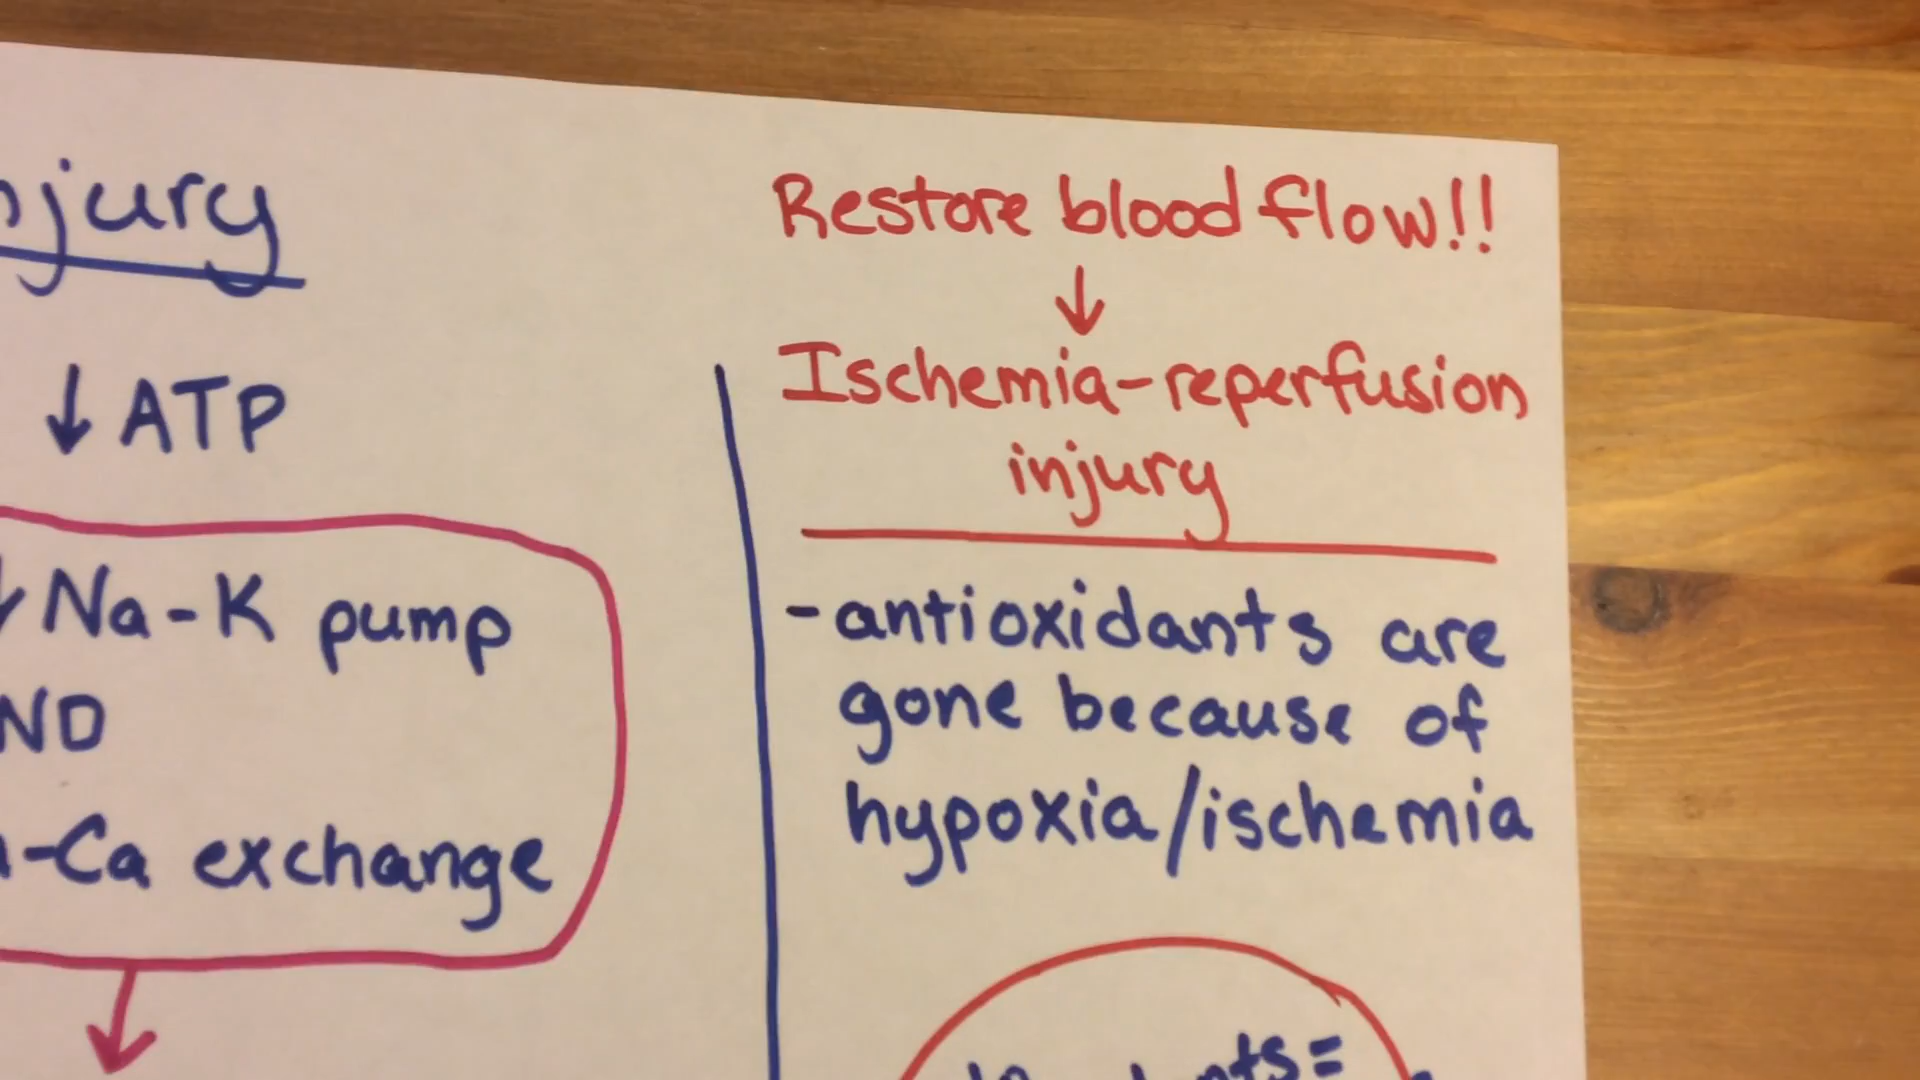 njury
↓ ATP
↓ Na-K pump
ND
-Ca exchange
Restore blood flow!!
↓
Ischemia-reperfusion
injury
-antioxidants are
gone because of
hypoxia/ischemia